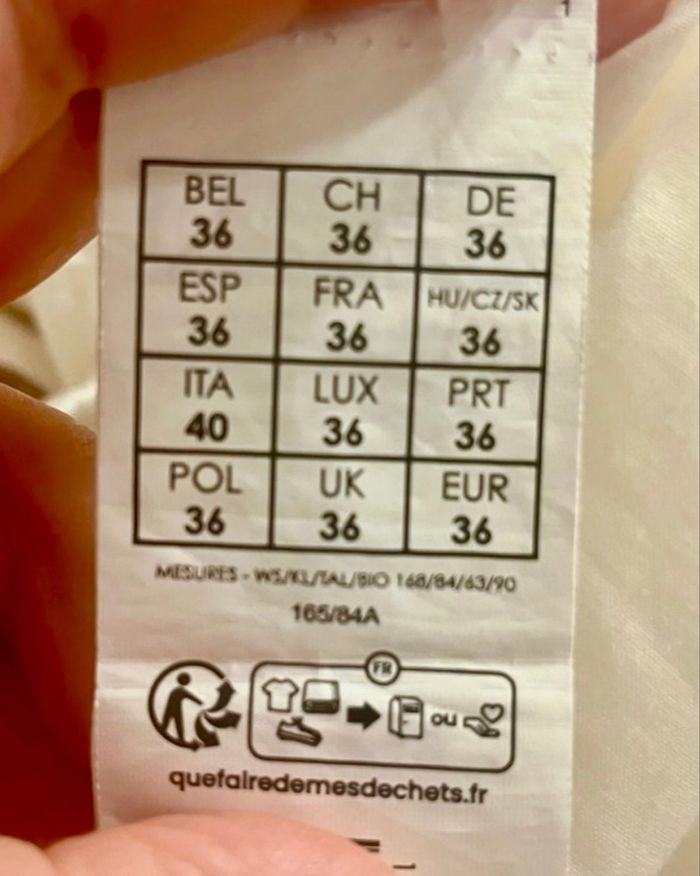 BEL CH DE
36 36 36
ESP FRA HU/CZ/SK
36 36 36
ITA LUX PRT
40 36 36
POL UK EUR
36 36 36
MESURES - WS/KL/TAL/BIO 168/84/63/90
165/84A
FR
ou
quefairedemesdechets.fr